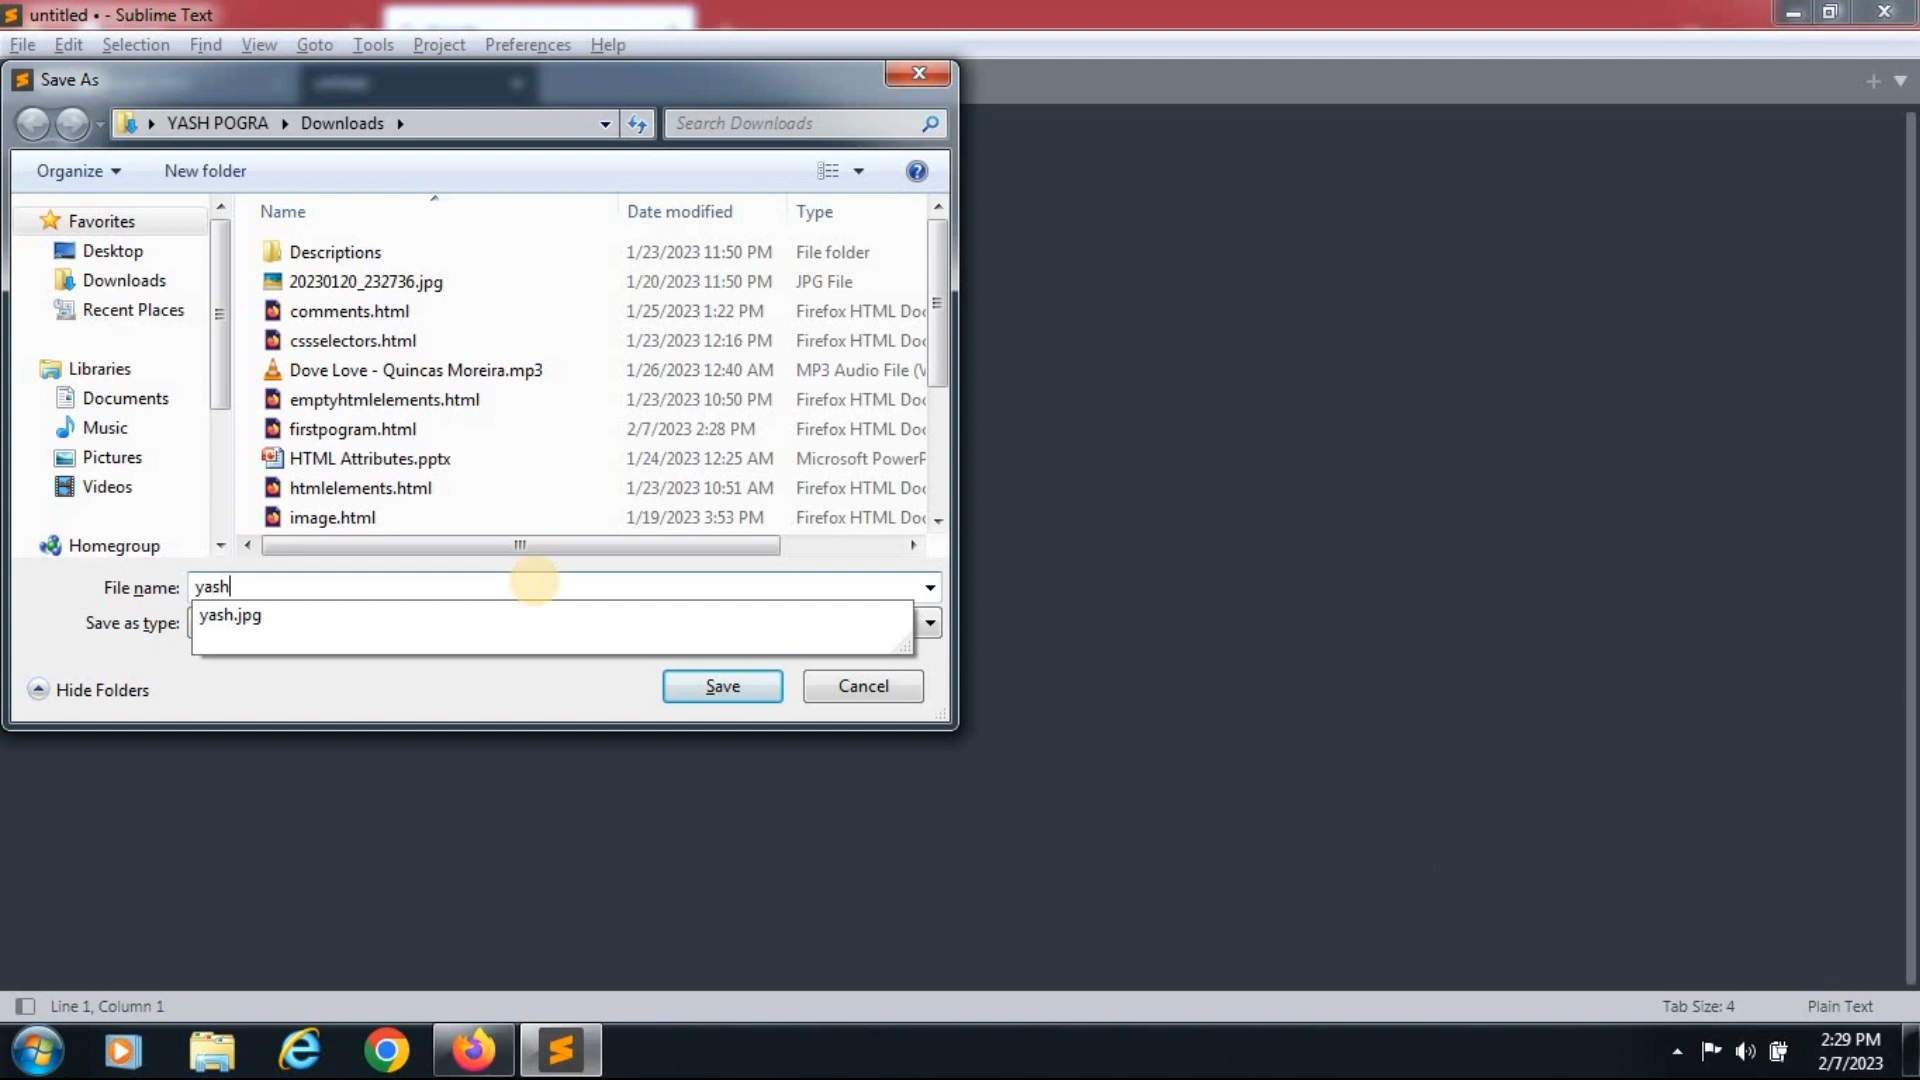 untitled • - Sublime Text
File Edit Selection Find View Goto Tools Project Preferences Help
Save As
YASH POGRA Downloads
Search Downloads
Organize New folder
Name Date modified Type
Favorites
Desktop
Downloads
Recent Places
Libraries
Documents
Music
Pictures
Videos
Homegroup
Descriptions 1/23/2023 11:50 PM File folder
20230120_232736.jpg 1/20/2023 11:50 PM JPG File
comments.html 1/25/2023 1:22 PM Firefox HTML Doc
cssselectors.html 1/23/2023 12:16 PM Firefox HTML Doc
Dove Love - Quincas Moreira.mp3 1/26/2023 12:40 AM MP3 Audio File (V
emptyhtmlelements.html 1/23/2023 10:50 PM Firefox HTML Doc
firstpogram.html 2/7/2023 2:28 PM Firefox HTML Doc
HTML Attributes.pptx 1/24/2023 12:25 AM Microsoft PowerP
htmlelements.html 1/23/2023 10:51 AM Firefox HTML Doc
image.html 1/19/2023 3:53 PM Firefox HTML Doc
File name: yash
yash.jpg
Save as type:
Hide Folders
Save Cancel
Line 1, Column 1
Tab Size: 4 Plain Text
2:29 PM
2/7/2023